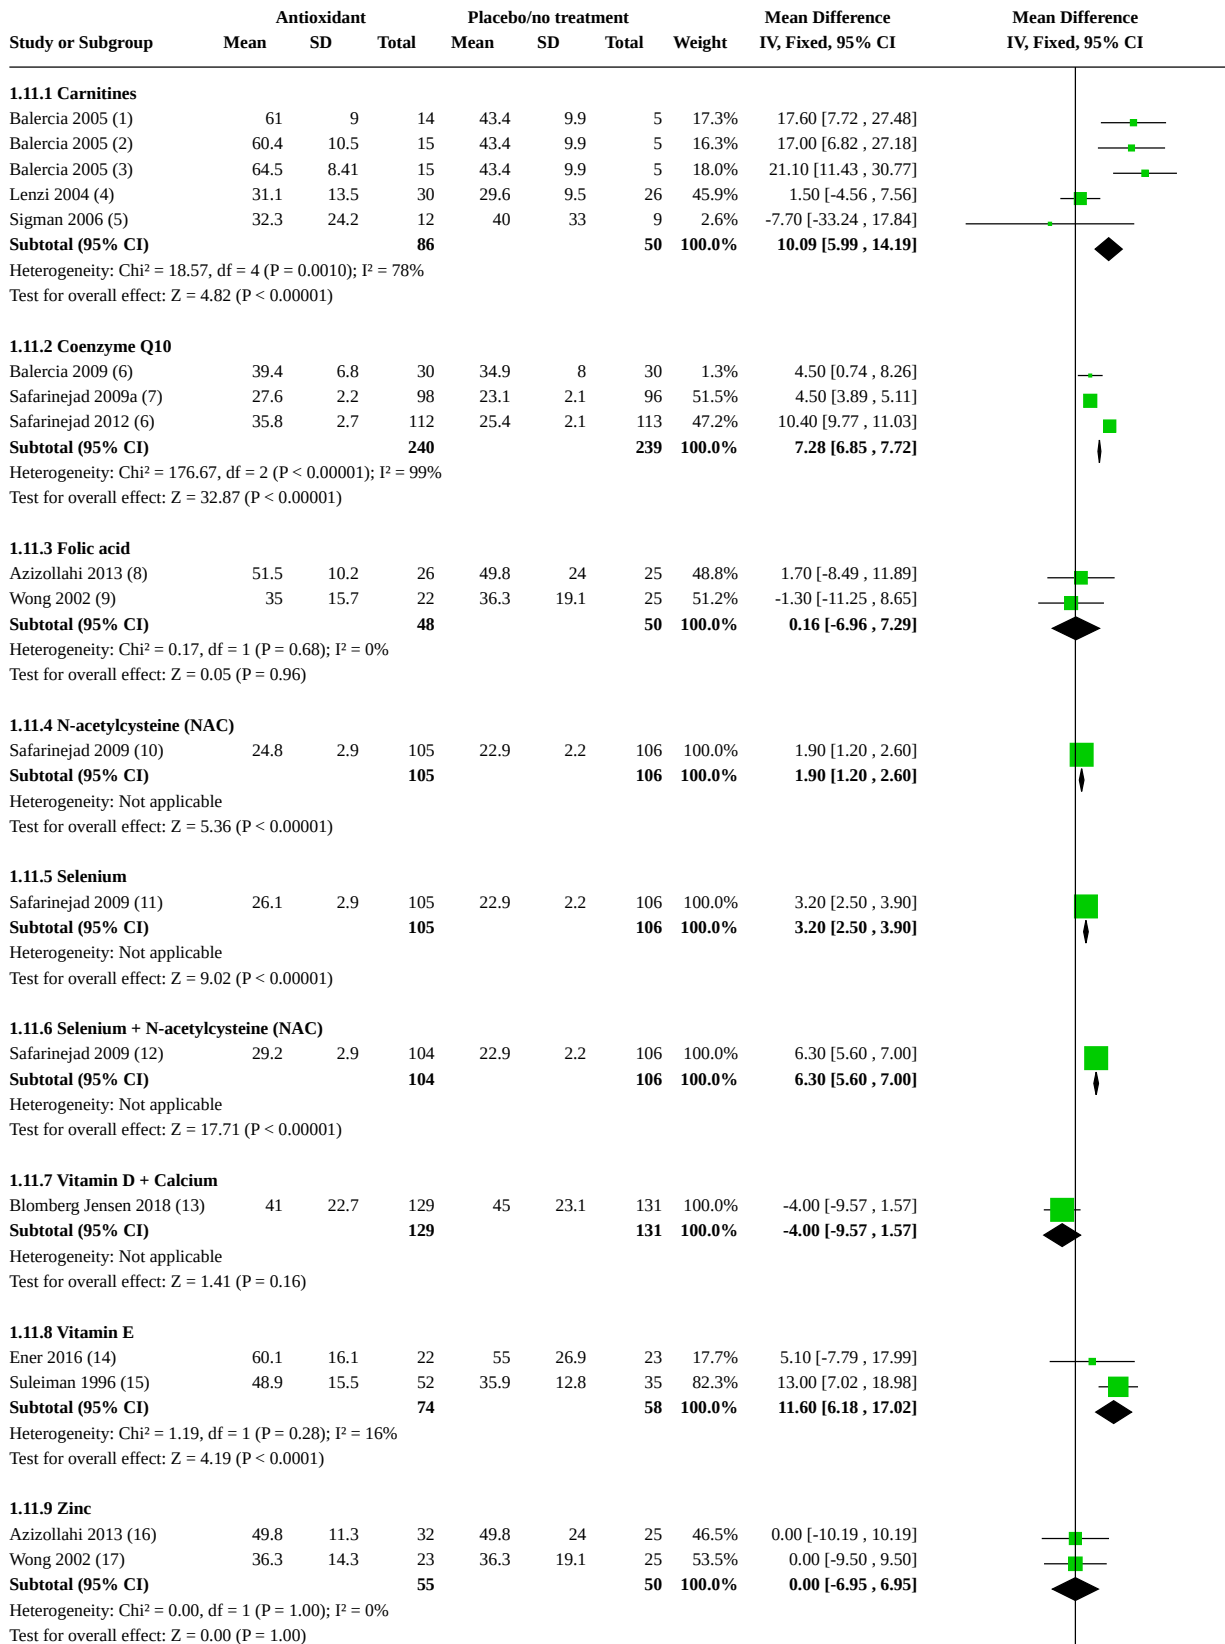 Antioxidant Placebo/no treatment Mean Difference Mean Difference
Study or Subgroup Mean SD Total Mean SD Total Weight IV, Fixed, 95% CI IV, Fixed, 95% CI
1.11.1 Carnitines
Balercia 2005 (1) 61 9 14 43.4 9.9 5 17.3% 17.60 [7.72 , 27.48]
Balercia 2005 (2) 60.4 10.5 15 43.4 9.9 5 16.3% 17.00 [6.82 , 27.18]
Balercia 2005 (3) 64.5 8.41 15 43.4 9.9 5 18.0% 21.10 [11.43 , 30.77]
Lenzi 2004 (4) 31.1 13.5 30 29.6 9.5 26 45.9% 1.50 [-4.56 , 7.56]
Sigman 2006 (5) 32.3 24.2 12 40 33 9 2.6% -7.70 [-33.24 , 17.84]
Subtotal (95% CI) 86 50 100.0% 10.09 [5.99 , 14.19]
Heterogeneity: Chi² = 18.57, df = 4 (P = 0.0010); I² = 78%
Test for overall effect: Z = 4.82 (P < 0.00001)
1.11.2 Coenzyme Q10
Balercia 2009 (6) 39.4 6.8 30 34.9 8 30 1.3% 4.50 [0.74 , 8.26]
Safarinejad 2009a (7) 27.6 2.2 98 23.1 2.1 96 51.5% 4.50 [3.89 , 5.11]
Safarinejad 2012 (6) 35.8 2.7 112 25.4 2.1 113 47.2% 10.40 [9.77 , 11.03]
Subtotal (95% CI) 240 239 100.0% 7.28 [6.85 , 7.72]
Heterogeneity: Chi² = 176.67, df = 2 (P < 0.00001); I² = 99%
Test for overall effect: Z = 32.87 (P < 0.00001)
1.11.3 Folic acid
Azizollahi 2013 (8) 51.5 10.2 26 49.8 24 25 48.8% 1.70 [-8.49 , 11.89]
Wong 2002 (9) 35 15.7 22 36.3 19.1 25 51.2% -1.30 [-11.25 , 8.65]
Subtotal (95% CI) 48 50 100.0% 0.16 [-6.96 , 7.29]
Heterogeneity: Chi² = 0.17, df = 1 (P = 0.68); I² = 0%
Test for overall effect: Z = 0.05 (P = 0.96)
1.11.4 N-acetylcysteine (NAC)
Safarinejad 2009 (10) 24.8 2.9 105 22.9 2.2 106 100.0% 1.90 [1.20 , 2.60]
Subtotal (95% CI) 105 106 100.0% 1.90 [1.20 , 2.60]
Heterogeneity: Not applicable
Test for overall effect: Z = 5.36 (P < 0.00001)
1.11.5 Selenium
Safarinejad 2009 (11) 26.1 2.9 105 22.9 2.2 106 100.0% 3.20 [2.50 , 3.90]
Subtotal (95% CI) 105 106 100.0% 3.20 [2.50 , 3.90]
Heterogeneity: Not applicable
Test for overall effect: Z = 9.02 (P < 0.00001)
1.11.6 Selenium + N-acetylcysteine (NAC)
Safarinejad 2009 (12) 29.2 2.9 104 22.9 2.2 106 100.0% 6.30 [5.60 , 7.00]
Subtotal (95% CI) 104 106 100.0% 6.30 [5.60 , 7.00]
Heterogeneity: Not applicable
Test for overall effect: Z = 17.71 (P < 0.00001)
1.11.7 Vitamin D + Calcium
Blomberg Jensen 2018 (13) 41 22.7 129 45 23.1 131 100.0% -4.00 [-9.57 , 1.57]
Subtotal (95% CI) 129 131 100.0% -4.00 [-9.57 , 1.57]
Heterogeneity: Not applicable
Test for overall effect: Z = 1.41 (P = 0.16)
1.11.8 Vitamin E
Ener 2016 (14) 60.1 16.1 22 55 26.9 23 17.7% 5.10 [-7.79 , 17.99]
Suleiman 1996 (15) 48.9 15.5 52 35.9 12.8 35 82.3% 13.00 [7.02 , 18.98]
Subtotal (95% CI) 74 58 100.0% 11.60 [6.18 , 17.02]
Heterogeneity: Chi² = 1.19, df = 1 (P = 0.28); I² = 16%
Test for overall effect: Z = 4.19 (P < 0.0001)
1.11.9 Zinc
Azizollahi 2013 (16) 49.8 11.3 32 49.8 24 25 46.5% 0.00 [-10.19 , 10.19]
Wong 2002 (17) 36.3 14.3 23 36.3 19.1 25 53.5% 0.00 [-9.50 , 9.50]
Subtotal (95% CI) 55 50 100.0% 0.00 [-6.95 , 6.95]
Heterogeneity: Chi² = 0.00, df = 1 (P = 1.00); I² = 0%
Test for overall effect: Z = 0.00 (P = 1.00)